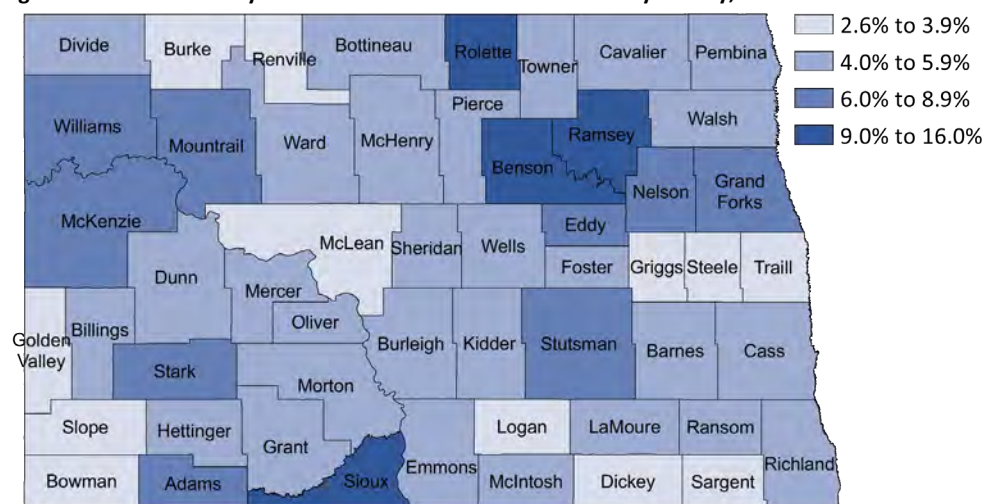 2.6% to 3.9%
4.0% to 5.9%
6.0% to 8.9%
9.0% to 16.0%
Divide
Burke
Renville
Bottineau
Rolette
Towner
Cavalier
Pembina
Williams
Mountrail
Ward
McHenry
Pierce
Benson
Ramsey
Walsh
McKenzie
Nelson
Grand
Forks
McLean
Sheridan
Wells
Eddy
Foster
Griggs
Steele
Traill
Dunn
Mercer
Oliver
Golden
Valley
Billings
Stark
Morton
Burleigh
Kidder
Stutsman
Barnes
Cass
Slope
Hettinger
Grant
Logan
LaMoure
Ransom
Richland
Bowman
Adams
Sioux
Emmons
McIntosh
Dickey
Sargent